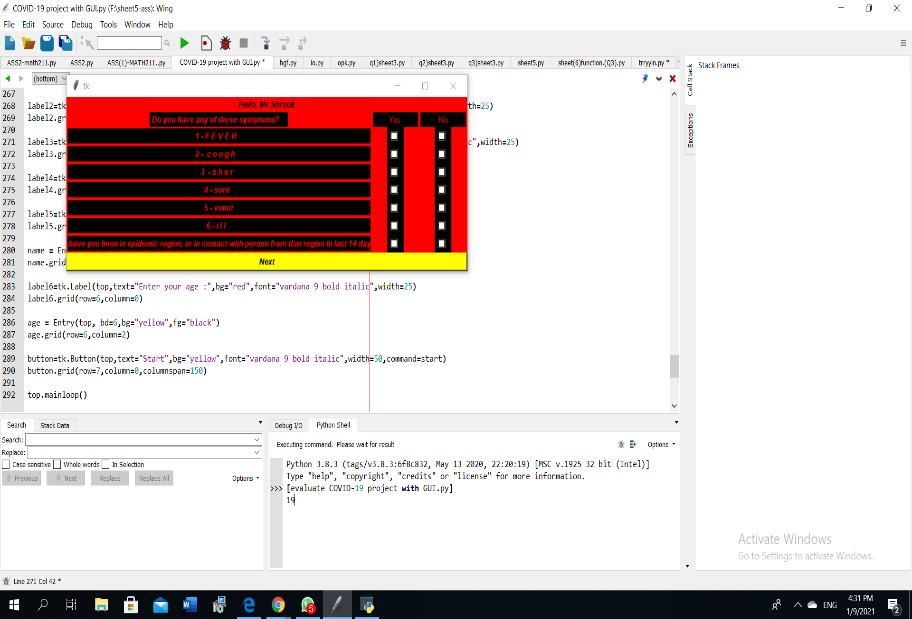 COVID-19 project with GUI.py (F:\sheet5-ass): Wing
File Edit Source Debug Tools Window Help
ASS2-math211.py ASS2.py ASS(1)-MATH211..py COVID-19 project with GUI.py * hgf.py io.py opk.py q1)sheet3.py q2)sheet3.py q3)sheet3.py sheet5.py sheet(6)function.(Q3).py trryyin.py *
(bottom)
tk
Hello, Mr.Shrouk
Do you have any of these symptoms? Yes No
1-FEVER
2- cough
3 -shor
4- sore
5- vomit
6-ill
have you been in epidemic region, or in contact with person from that region in last 14 day
Next
267
268 label2=tk th=25)
269 label2.gr
270
271 label3=tk c",width=25)
272 label3.gr
273
274 label4=tk
275 label4.gr
276
277 label5=tk
278 label5.gr
279
280 name = En
281 name.grid
282
283 label6=tk.Label(top,text="Enter your age :",bg="red",font="vardana 9 bold italic",width=25)
284 label6.grid(row=6,column=0)
285
286 age = Entry(top, bd=6,bg="yellow",fg="black")
287 age.grid(row=6,column=2)
288
289 button=tk.Button(top,text="Start",bg="yellow",font="vardana 9 bold italic",width=50,command=start)
290 button.grid(row=7,column=0,columnspan=150)
291
292 top.mainloop()
Call Stack
Exceptions
Stack Frames
Search Stack Data
Search:
Replace:
Case sensitive Whole words In Selection
Previous Next Replace Replace All Options
Debug I/O Python Shell
Executing command. Please wait for result Options
Python 3.8.3 (tags/v3.8.3:6f8c832, May 13 2020, 22:20:19) [MSC v.1925 32 bit (Intel)]
Type "help", "copyright", "credits" or "license" for more information.
>>> [evaluate COVID-19 project with GUI.py]
19
Activate Windows
Go to Settings to activate Windows.
Line 271 Col 42 *
5
ENG
4:31 PM
1/9/2021
2